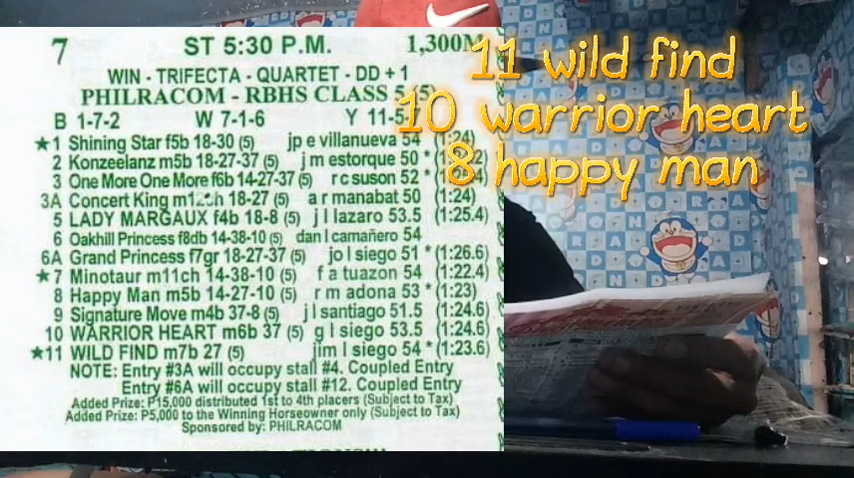 7 ST 5:30 P.M. 1,300M
WIN - TRIFECTA - QUARTET - DD + 1
PHILRACOM - RBHS CLASS 5
B 1-7-2 W 7-1-6 Y 11-5
★1 Shining Star f5b 18-30 (5) jp e villanueva 54 (1:24)
2 Konzeelanz m5b 18-27-37 (5) j m estorque 50 *
3 One More One More f6b 14-27-37 (5) r c suson 52 *
3A Concert King 18-27 (5) a r manabat 50 (1:24)
5 LADY MARGAUX f4b 18-8 (5) j l lazaro 53.5 (1:25.4)
6 Oakhill Princess f8db 14-38-10 (5) dan l camañero 54
6A Grand Princess f7gr 18-27-37 (5) jo l siego 51 * (1:26.6)
★7 Minotaur m11ch 14-38-10 (5) f a tuazon 54 (1:22.4)
8 Happy Man m5b 14-27-10 (5) r m adona 53 * (1:23)
9 Signature Move m4b 37-8 (5) j l santiago 51.5 (1:24.6)
10 WARRIOR HEART m6b 37 (5) g l siego 53.5 (1:24.6)
★11 WILD FIND m7b 27 (5) jim l siego 54 * (1:23.6)
NOTE: Entry #3A will occupy stall #4. Coupled Entry
Entry #6A will occupy stall #12. Coupled Entry
Added Prize: P15,000 distributed 1st to 4th placers (Subject to Tax)
Added Prize: P5,000 to the Winning Horseowner only (Subject to Tax)
Sponsored by: PHILRACOM
11 wild find
10 warrior heart
8 happy man